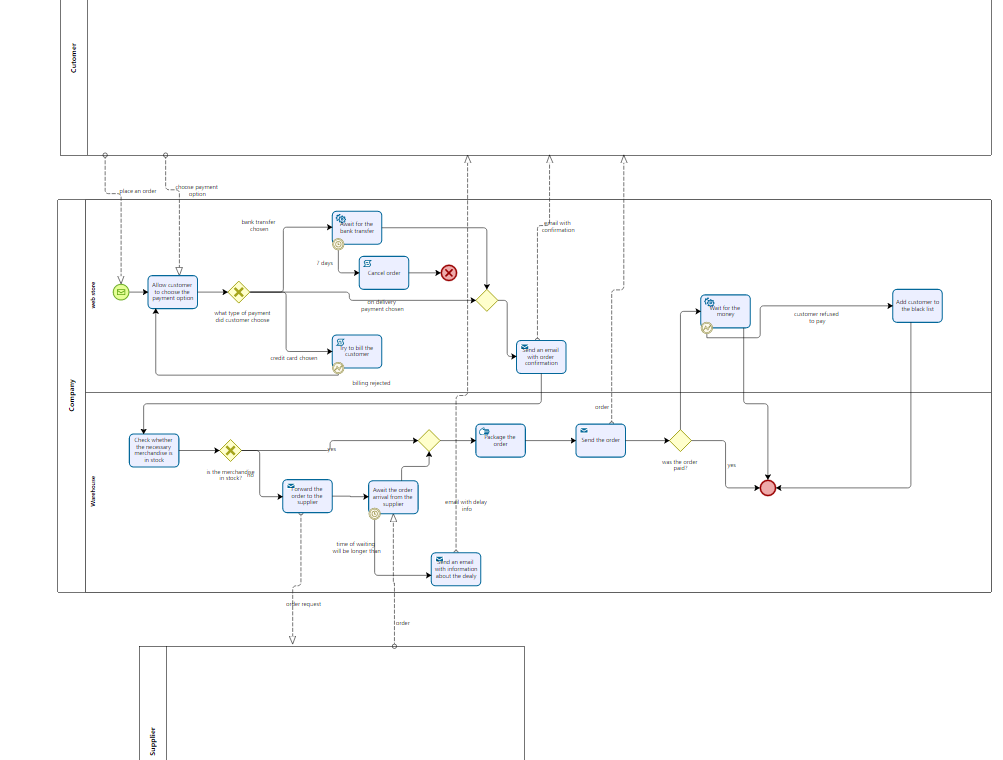 Cutomer
place an order
choose payment
option
Company
web store
Allow customer
to choose the
payment option
what type of payment
did customer choose
bank transfer
chosen
Await for the
bank transfer
7 days
Cancel order
on delivery
payment chosen
credit card chosen
Try to bill the
customer
billing rejected
Send an email
with order
confirmation
email with
confirmation
Wait for the
money
customer refused
to pay
Add customer to
the black list
Warehouse
Check whether
the necessary
merchandise is
in stock
is the merchandise
in stock?
no
yes
Forward the
order to the
supplier
Await the order
arrival from the
supplier
time of waiting
will be longer than
Send an email
with information
about the dealy
email with delay
info
Package the
order
Send the order
order
was the order
paid?
yes
order request
order
Supplier